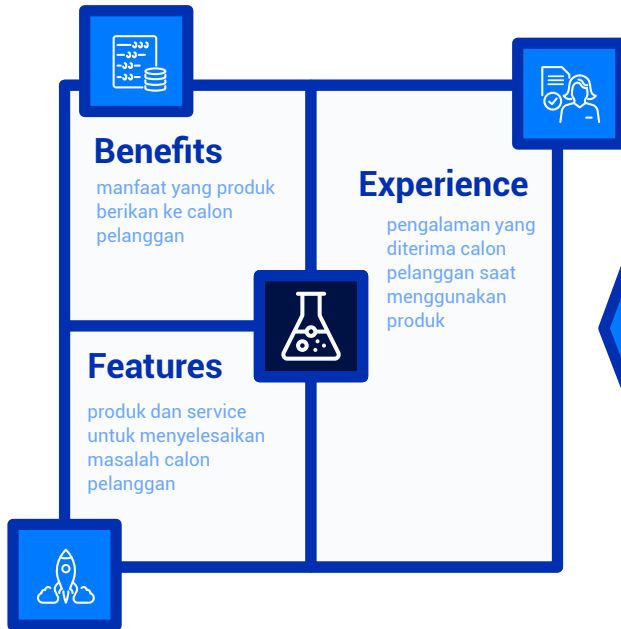 Benefits
manfaat yang produk
berikan ke calon
pelanggan
Experience
pengalaman yang
diterima calon
pelanggan saat
menggunakan
produk
Features
produk dan service
untuk menyelesaikan
masalah calon
pelanggan